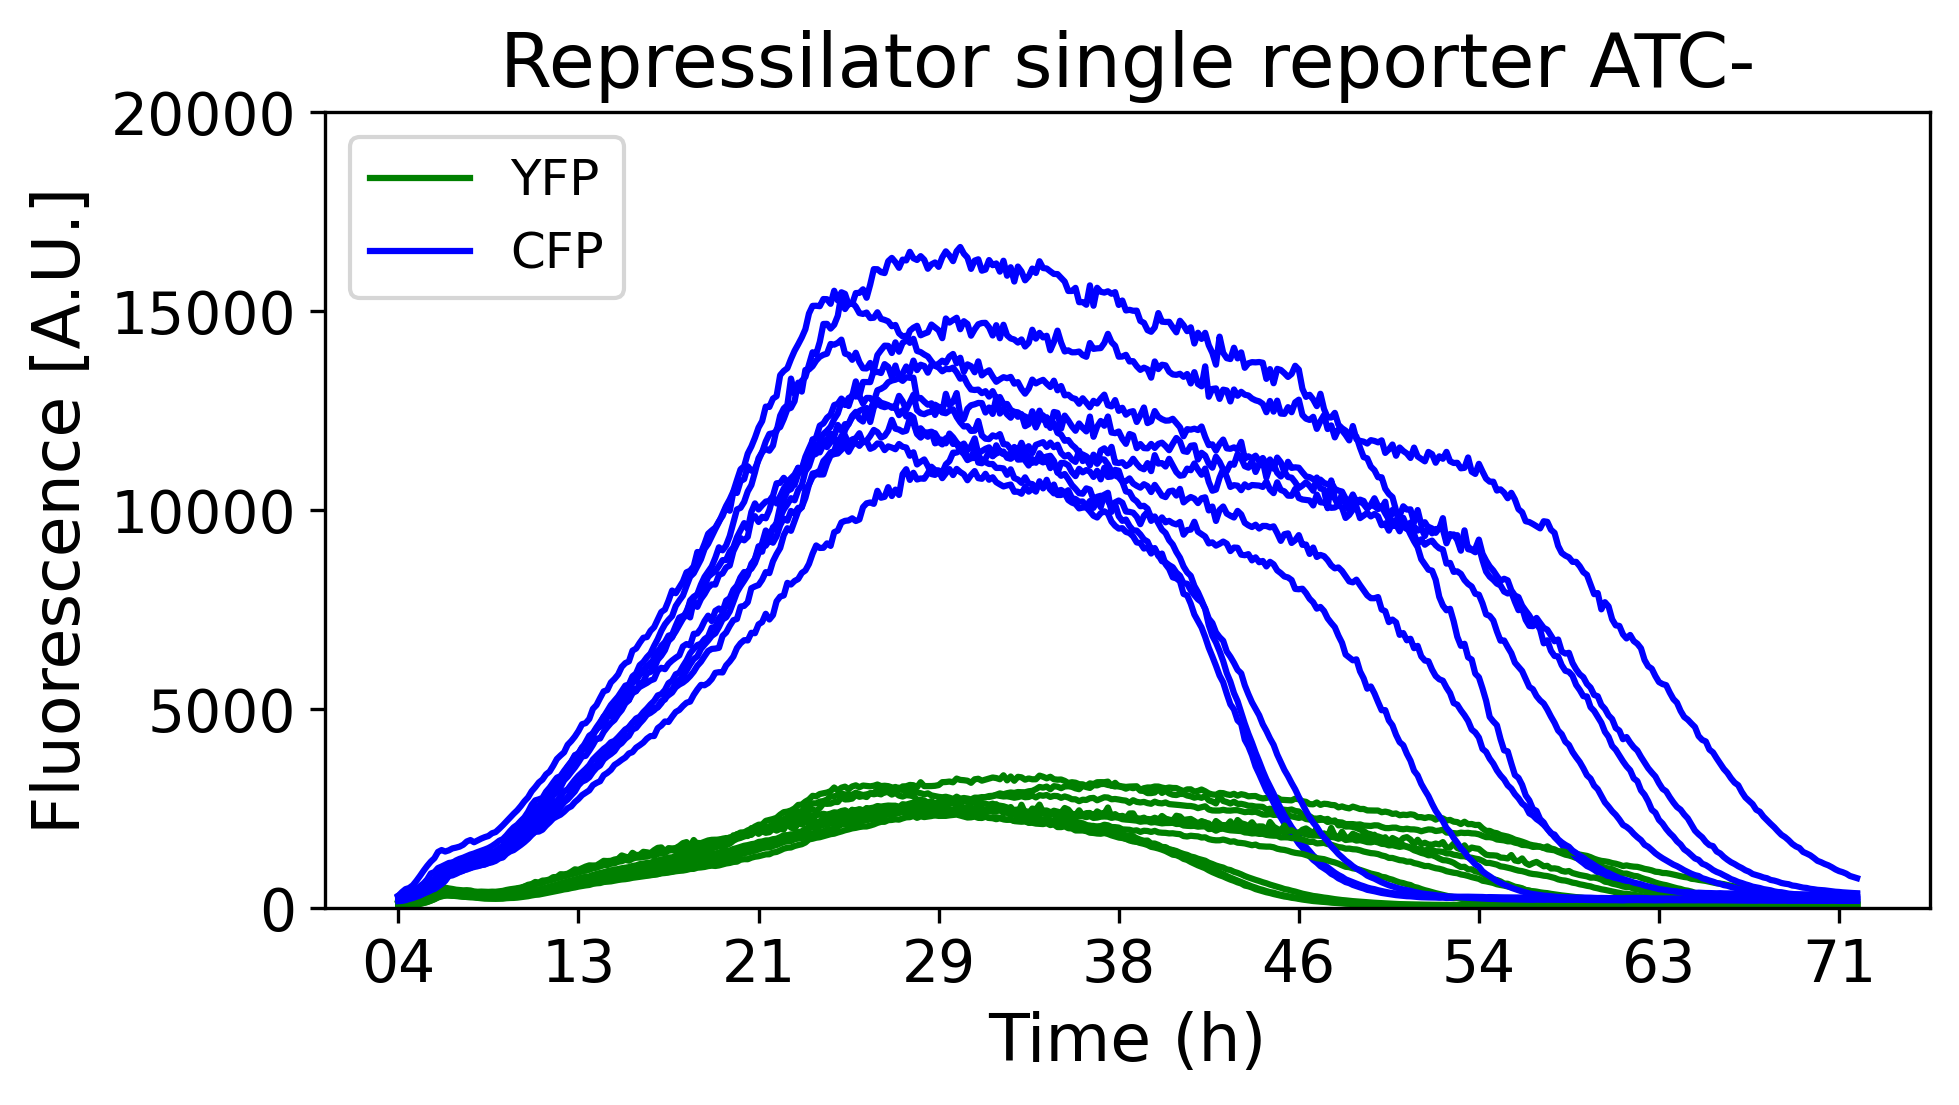 Repressilator single reporter ATC-
Fluorescence [A.U.]
20000
15000
10000
5000
0
YFP
CFP
04 13 21 29 38 46 54 63 71
Time (h)